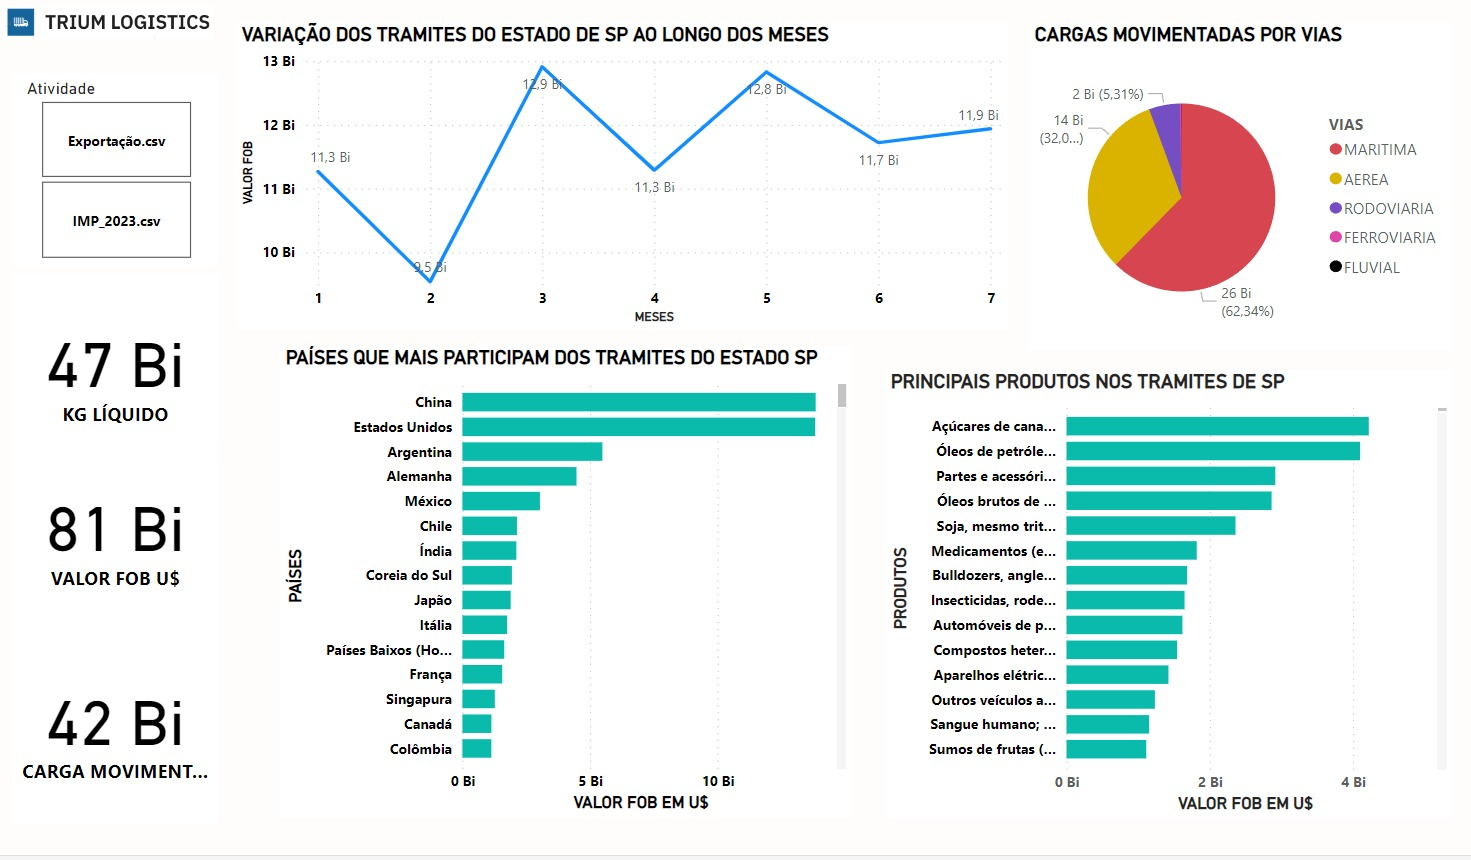 TRIUM LOGISTICS
Atividade
Exportação.csv
IMP_2023.csv
47 Bi
KG LÍQUIDO
81 Bi
VALOR FOB U$
42 Bi
CARGA MOVIMENT...
VARIAÇÃO DOS TRAMITES DO ESTADO DE SP AO LONGO DOS MESES
VALOR FOB
13 Bi
12 Bi
11 Bi
10 Bi
11,3 Bi
9,5 Bi
12,9 Bi
11,3 Bi
12,8 Bi
11,7 Bi
11,9 Bi
1 2 3 4 5 6 7
MESES
CARGAS MOVIMENTADAS POR VIAS
2 Bi (5,31%)
14 Bi
(32,0...)
26 Bi
(62,34%)
VIAS
MARITIMA
AEREA
RODOVIARIA
FERROVIARIA
FLUVIAL
PAÍSES QUE MAIS PARTICIPAM DOS TRAMITES DO ESTADO SP
PAÍSES
China
Estados Unidos
Argentina
Alemanha
México
Chile
Índia
Coreia do Sul
Japão
Itália
Países Baixos (Ho...
França
Singapura
Canadá
Colômbia
0 Bi 5 Bi 10 Bi
VALOR FOB EM U$
PRINCIPAIS PRODUTOS NOS TRAMITES DE SP
PRODUTOS
Açúcares de cana...
Óleos de petróle...
Partes e acessóri...
Óleos brutos de ...
Soja, mesmo trit...
Medicamentos (e...
Bulldozers, angle...
Insecticidas, rode...
Automóveis de p...
Compostos heter...
Aparelhos elétric...
Outros veículos a...
Sangue humano; ...
Sumos de frutas (...
0 Bi 2 Bi 4 Bi
VALOR FOB EM U$